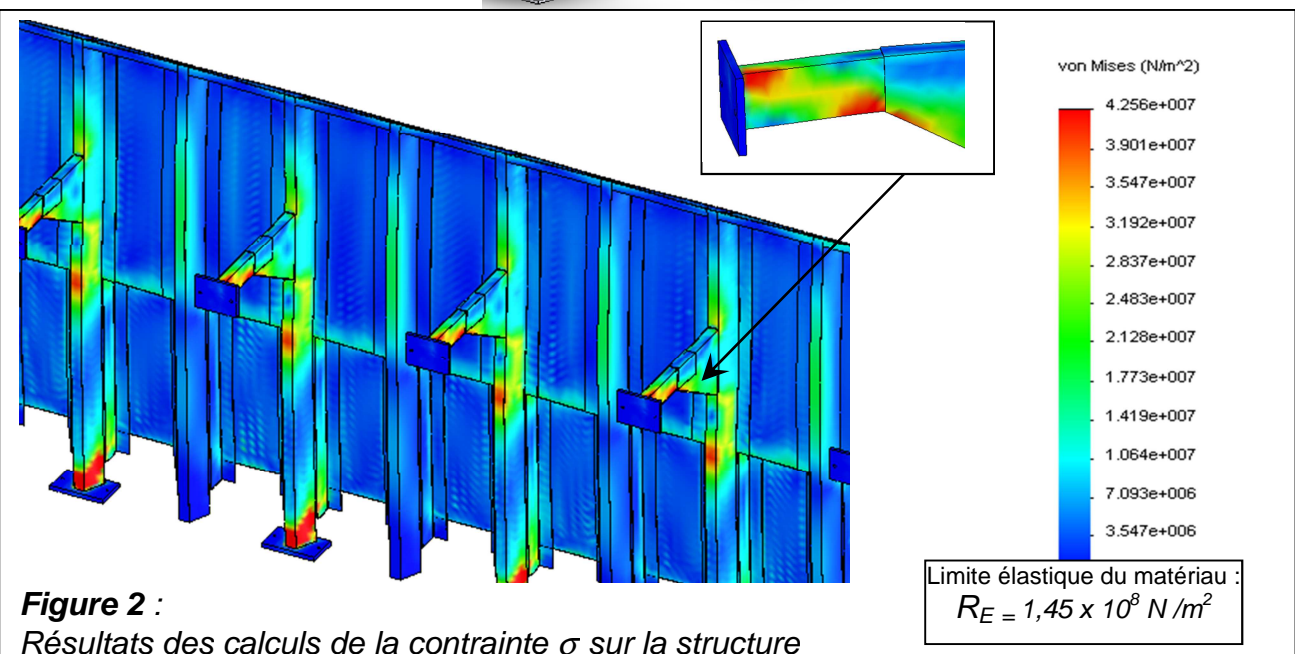 von Mises (N/m^2)
4.256e+007
3.901e+007
3.547e+007
3.192e+007
2.837e+007
2.483e+007
2.128e+007
1.773e+007
1.419e+007
1.064e+007
7.093e+006
3.547e+006
Limite élastique du matériau :
R_E = 1,45 x 10^8 N /m^2
Figure 2 :
Résultats des calculs de la contrainte σ sur la structure